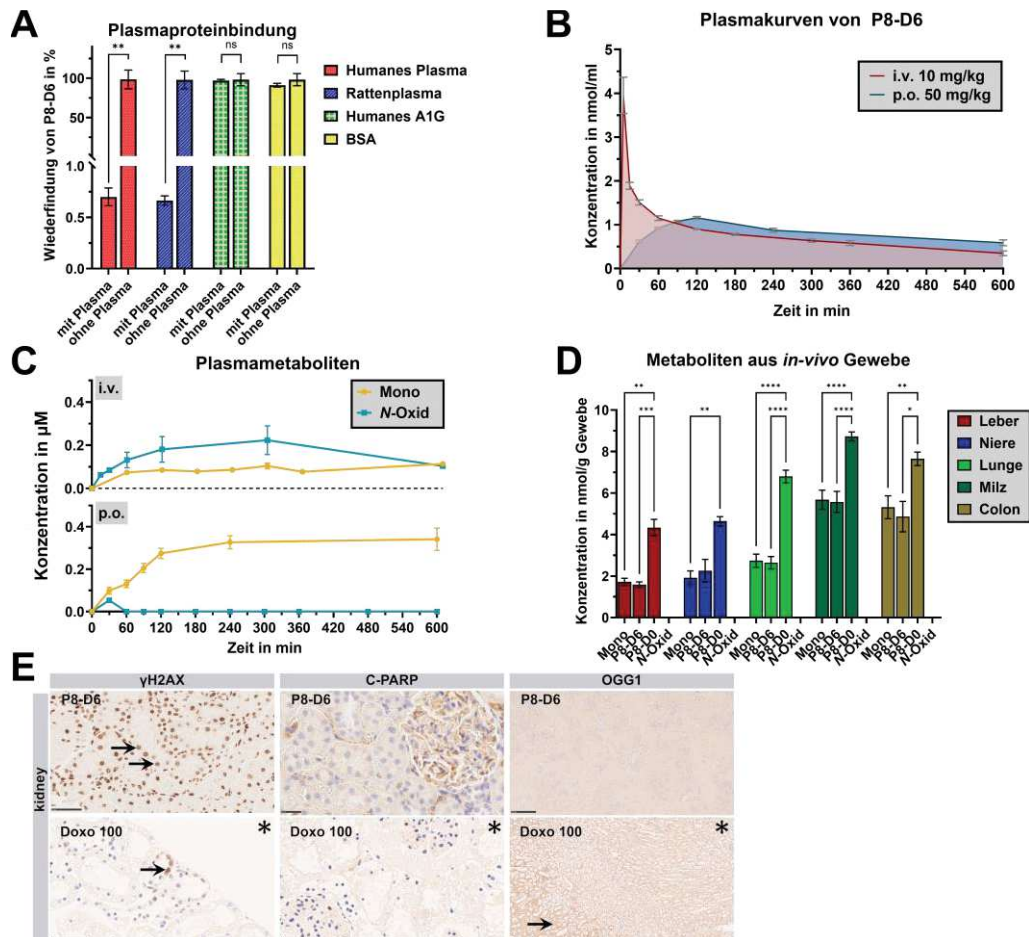 A
Plasmaproteinbindung
Wiederfindung von P8-D6 in %
** ** ns ns
100
50
1.0
0.5
0.0
mit Plasma
ohne Plasma
mit Plasma
ohne Plasma
mit Plasma
ohne Plasma
mit Plasma
ohne Plasma
Humanes Plasma
Rattenplasma
Humanes A1G
BSA
B
Plasmakurven von P8-D6
Konzentration in nmol/ml
5
4
3
2
1
0
0 60 120 180 240 300 360 420 480 540 600
Zeit in min
i.v. 10 mg/kg
p.o. 50 mg/kg
C
Plasmametaboliten
i.v.
Mono
N-Oxid
Konzentration in µM
0.4
0.2
0.0
p.o.
0.4
0.2
0.0
0 60 120 180 240 300 360 420 480 540 600
Zeit in min
D
Metaboliten aus in-vivo Gewebe
Konzentration in nmol/g Gewebe
10
8
6
4
2
0
** *** ** **** **** **** **** ** *
Mono
P8-D6
P8-D0
N-Oxid
Mono
P8-D6
P8-D0
N-Oxid
Mono
P8-D6
P8-D0
N-Oxid
Mono
P8-D6
P8-D0
N-Oxid
Mono
P8-D6
P8-D0
N-Oxid
Leber
Niere
Lunge
Milz
Colon
E
γH2AX C-PARP OGG1
kidney
P8-D6 P8-D6 P8-D6
Doxo 100 * Doxo 100 * Doxo 100 *